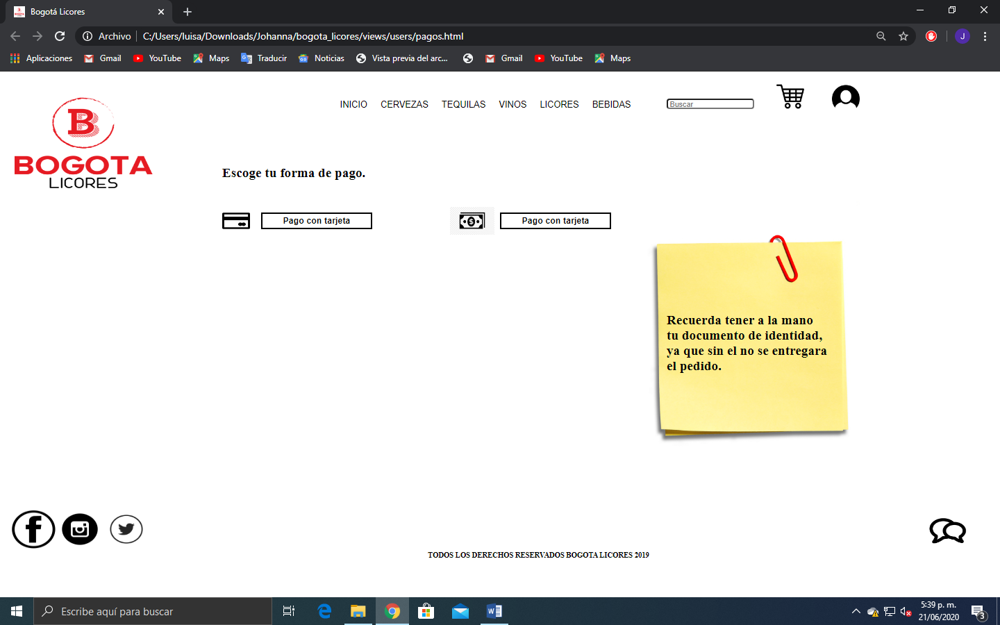 Bogotá Licores
Archivo C:/Users/luisa/Downloads/Johanna/bogota_licores/views/users/pagos.html
J
Aplicaciones Gmail YouTube Maps Traducir Noticias Vista previa del arc... Gmail YouTube Maps
B
BOGOTA
LICORES
INICIO CERVEZAS TEQUILAS VINOS LICORES BEBIDAS
Buscar
Escoge tu forma de pago.
Pago con tarjeta
$
Pago con tarjeta
Recuerda tener a la mano
tu documento de identidad,
ya que sin el no se entregara
el pedido.
TODOS LOS DERECHOS RESERVADOS BOGOTA LICORES 2019
Escribe aquí para buscar
5:39 p. m.
21/06/2020
3